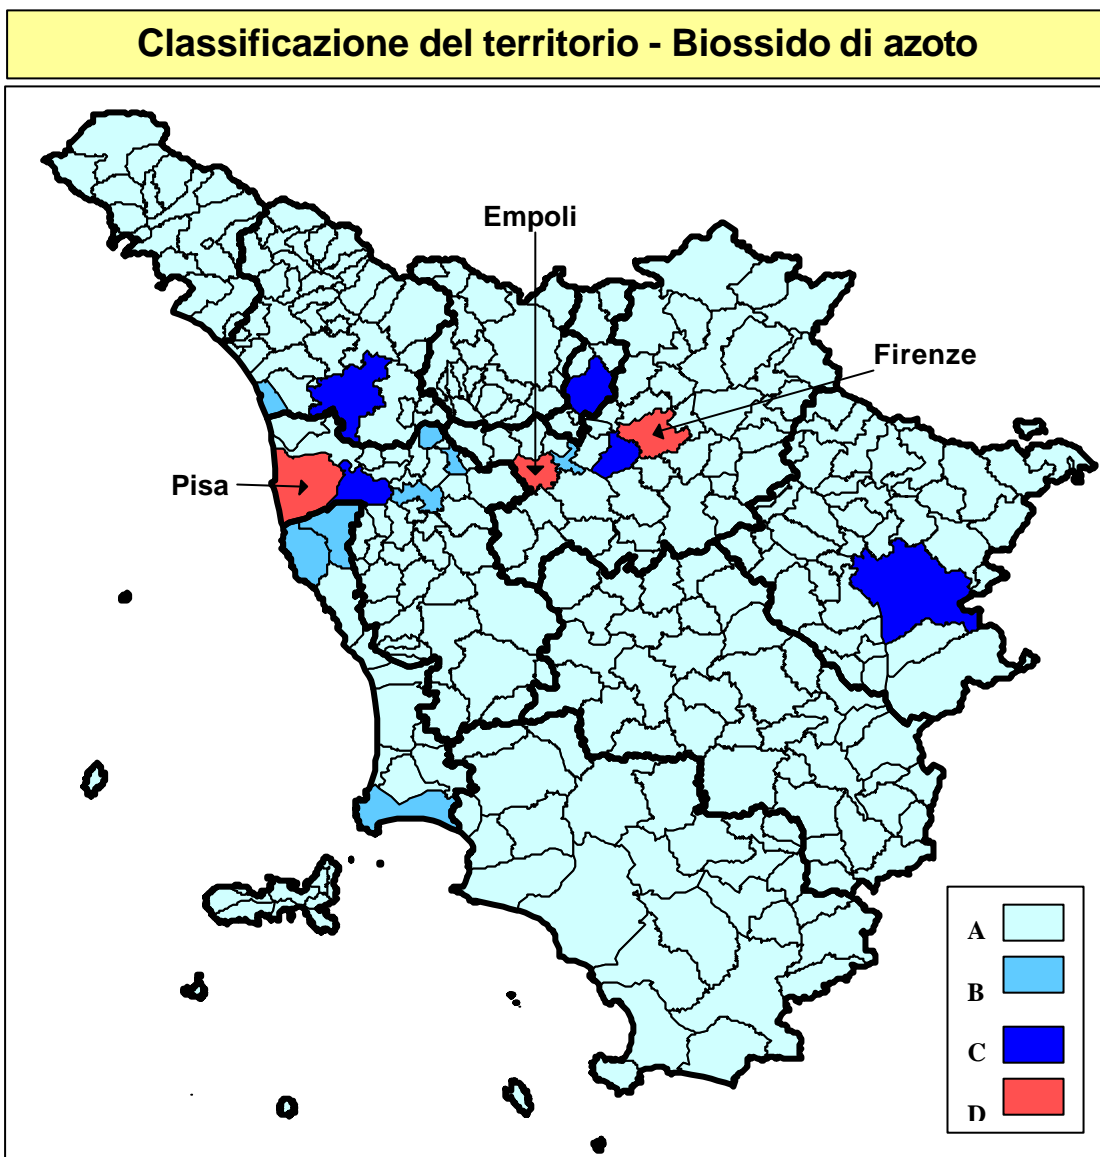 Classificazione del territorio - Biossido di azoto
Empoli
Firenze
Pisa
A
B
C
D